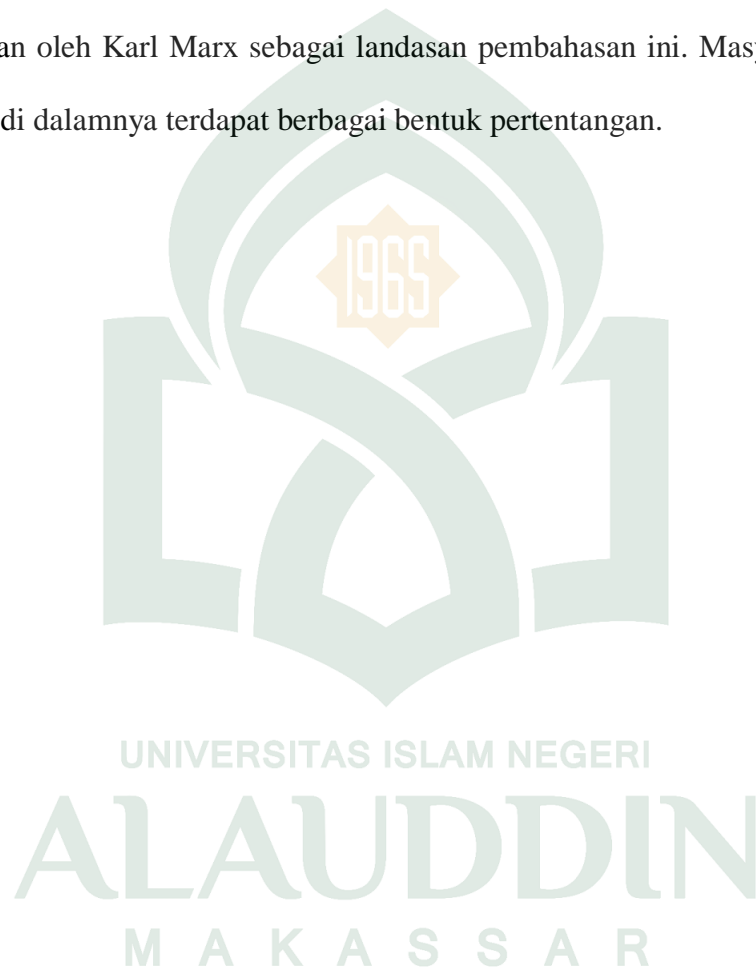 an oleh Karl Marx sebagai landasan pembahasan ini. Mas
di dalamnya terdapat berbagai bentuk pertentangan.
1965
UNIVERSITAS ISLAM NEGERI
ALAUDDIN
MAKASSAR